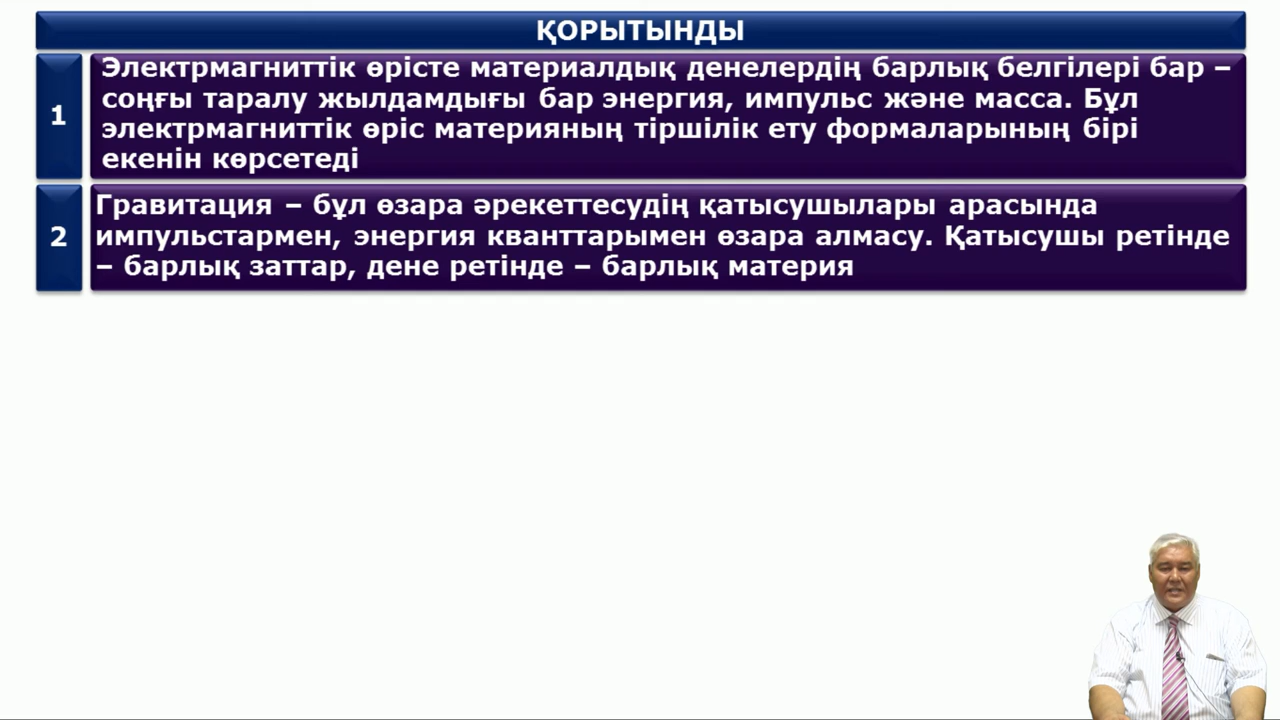 ҚОРЫТЫНДЫ
1
Электрмагниттік өрісте материалдық денелердің барлық белгілері бар –
соңғы таралу жылдамдығы бар энергия, импульс және масса. Бұл
электрмагниттік өріс материяның тіршілік ету формаларының бірі
екенін көрсетеді
2
Гравитация – бұл өзара әрекеттесудің қатысушылары арасында
импульстармен, энергия кванттарымен өзара алмасу. Қатысушы ретінде
– барлық заттар, дене ретінде – барлық материя